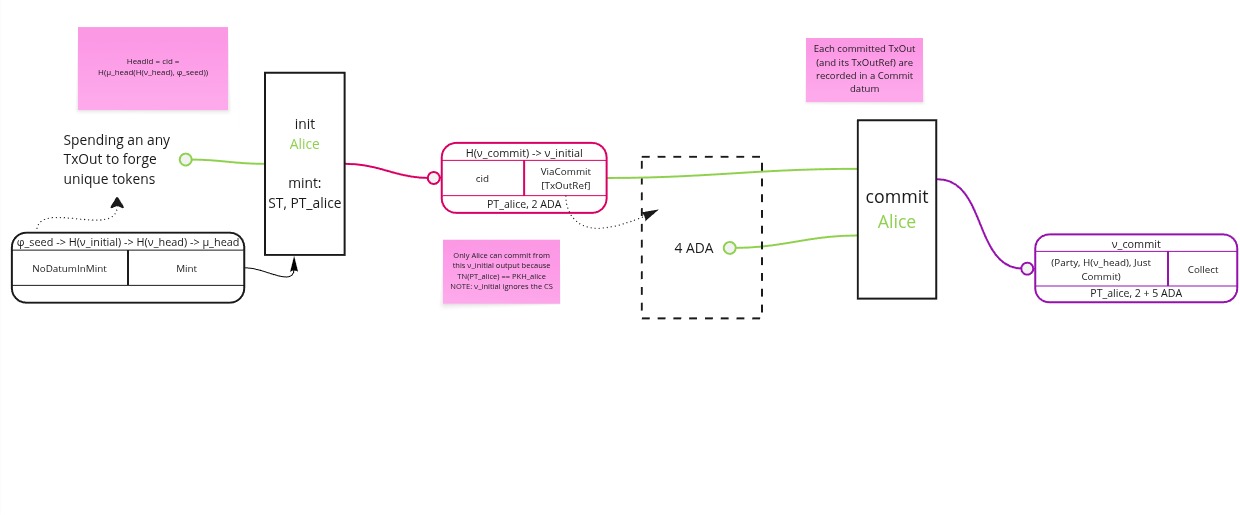 HeadId = cid =
H(μ_head(H(ν_head), φ_seed))
Spending an any
TxOut to forge
unique tokens
φ_seed -> H(ν_initial) -> H(ν_head) -> μ_head
NoDatumInMint
Mint
init
Alice
mint:
ST, PT_alice
H(ν_commit) -> ν_initial
cid
ViaCommit
[TxOutRef]
PT_alice, 2 ADA
Only Alice can commit from
this ν_initial output because
TN(PT_alice) == PKH_alice
NOTE: ν_initial ignores the CS
4 ADA
Each committed TxOut
(and its TxOutRef) are
recorded in a Commit
datum
commit
Alice
ν_commit
(Party, H(ν_head), Just
Commit)
Collect
PT_alice, 2 + 5 ADA